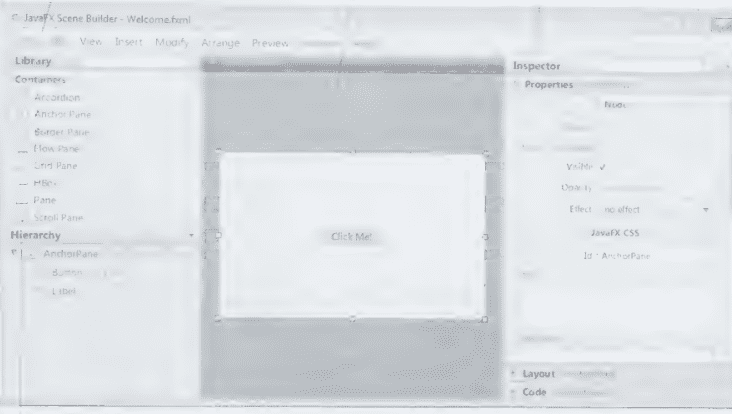 JavaFX Scene Builder - Welcome.fxml
View Insert Modify Arrange Preview
Library
Containers
Accordion
Anchor Pane
Border Pane
Flow Pane
Grid Pane
HBox
Pane
Scroll Pane
Hierarchy
AnchorPane
Button
Label
Click Me!
Inspector
Properties
Node
Visible
Opacity
Effect no effect
JavaFX CSS
Id AnchorPane
Layout
Code